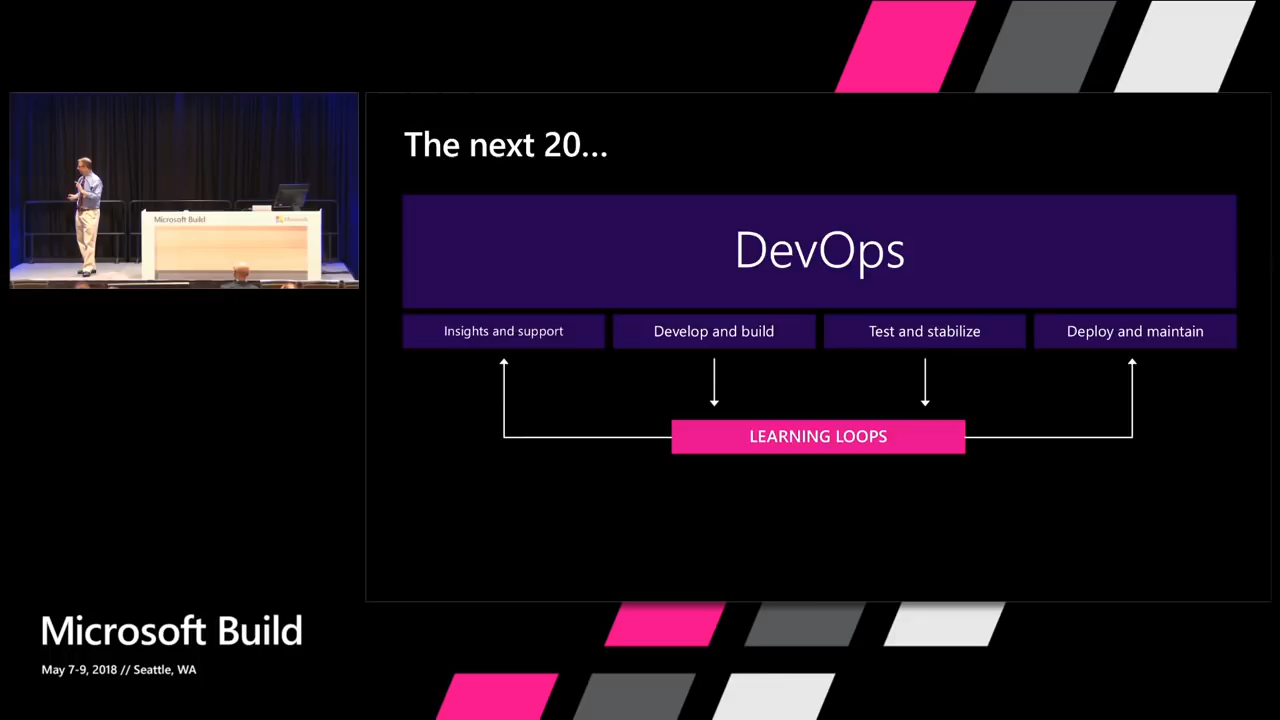 The next 20...
DevOps
Insights and support
Develop and build
Test and stabilize
Deploy and maintain
LEARNING LOOPS
Microsoft Build
Microsoft
Microsoft Build
May 7-9, 2018 // Seattle, WA